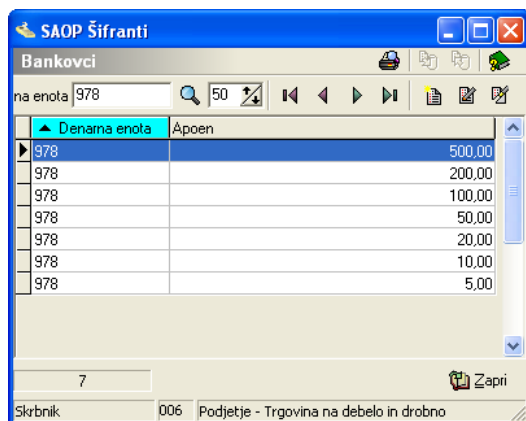 SAOP Šifranti
Bankovci
na enota 978 50
Denarna enota Apoen
978 500,00
978 200,00
978 100,00
978 50,00
978 20,00
978 10,00
978 5,00
7 Zapri
Skrbnik 006 Podjetje - Trgovina na debelo in drobno